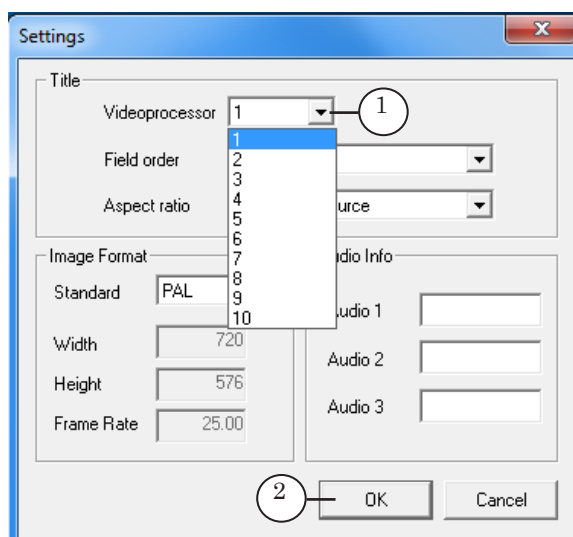 Settings
x
Title
Videoprocessor 1
1
1
2
3
4
5
6
7
8
9
10
Field order
Aspect ratio urce
Image Format
Standard PAL
Width 720
Height 576
Frame Rate 25.00
dio Info
udio 1
Audio 2
Audio 3
2
OK Cancel